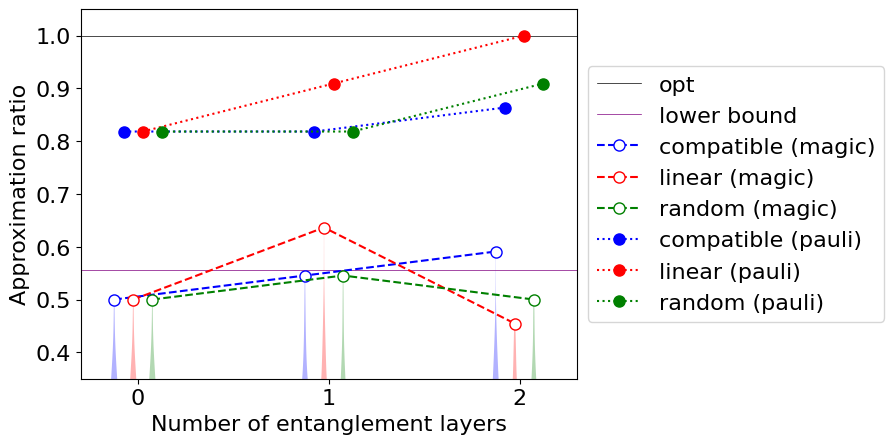 1.0
0.9
0.8
0.7
0.6
0.5
0.4
Approximation ratio
0
1
2
Number of entanglement layers
opt
lower bound
compatible (magic)
linear (magic)
random (magic)
compatible (pauli)
linear (pauli)
random (pauli)